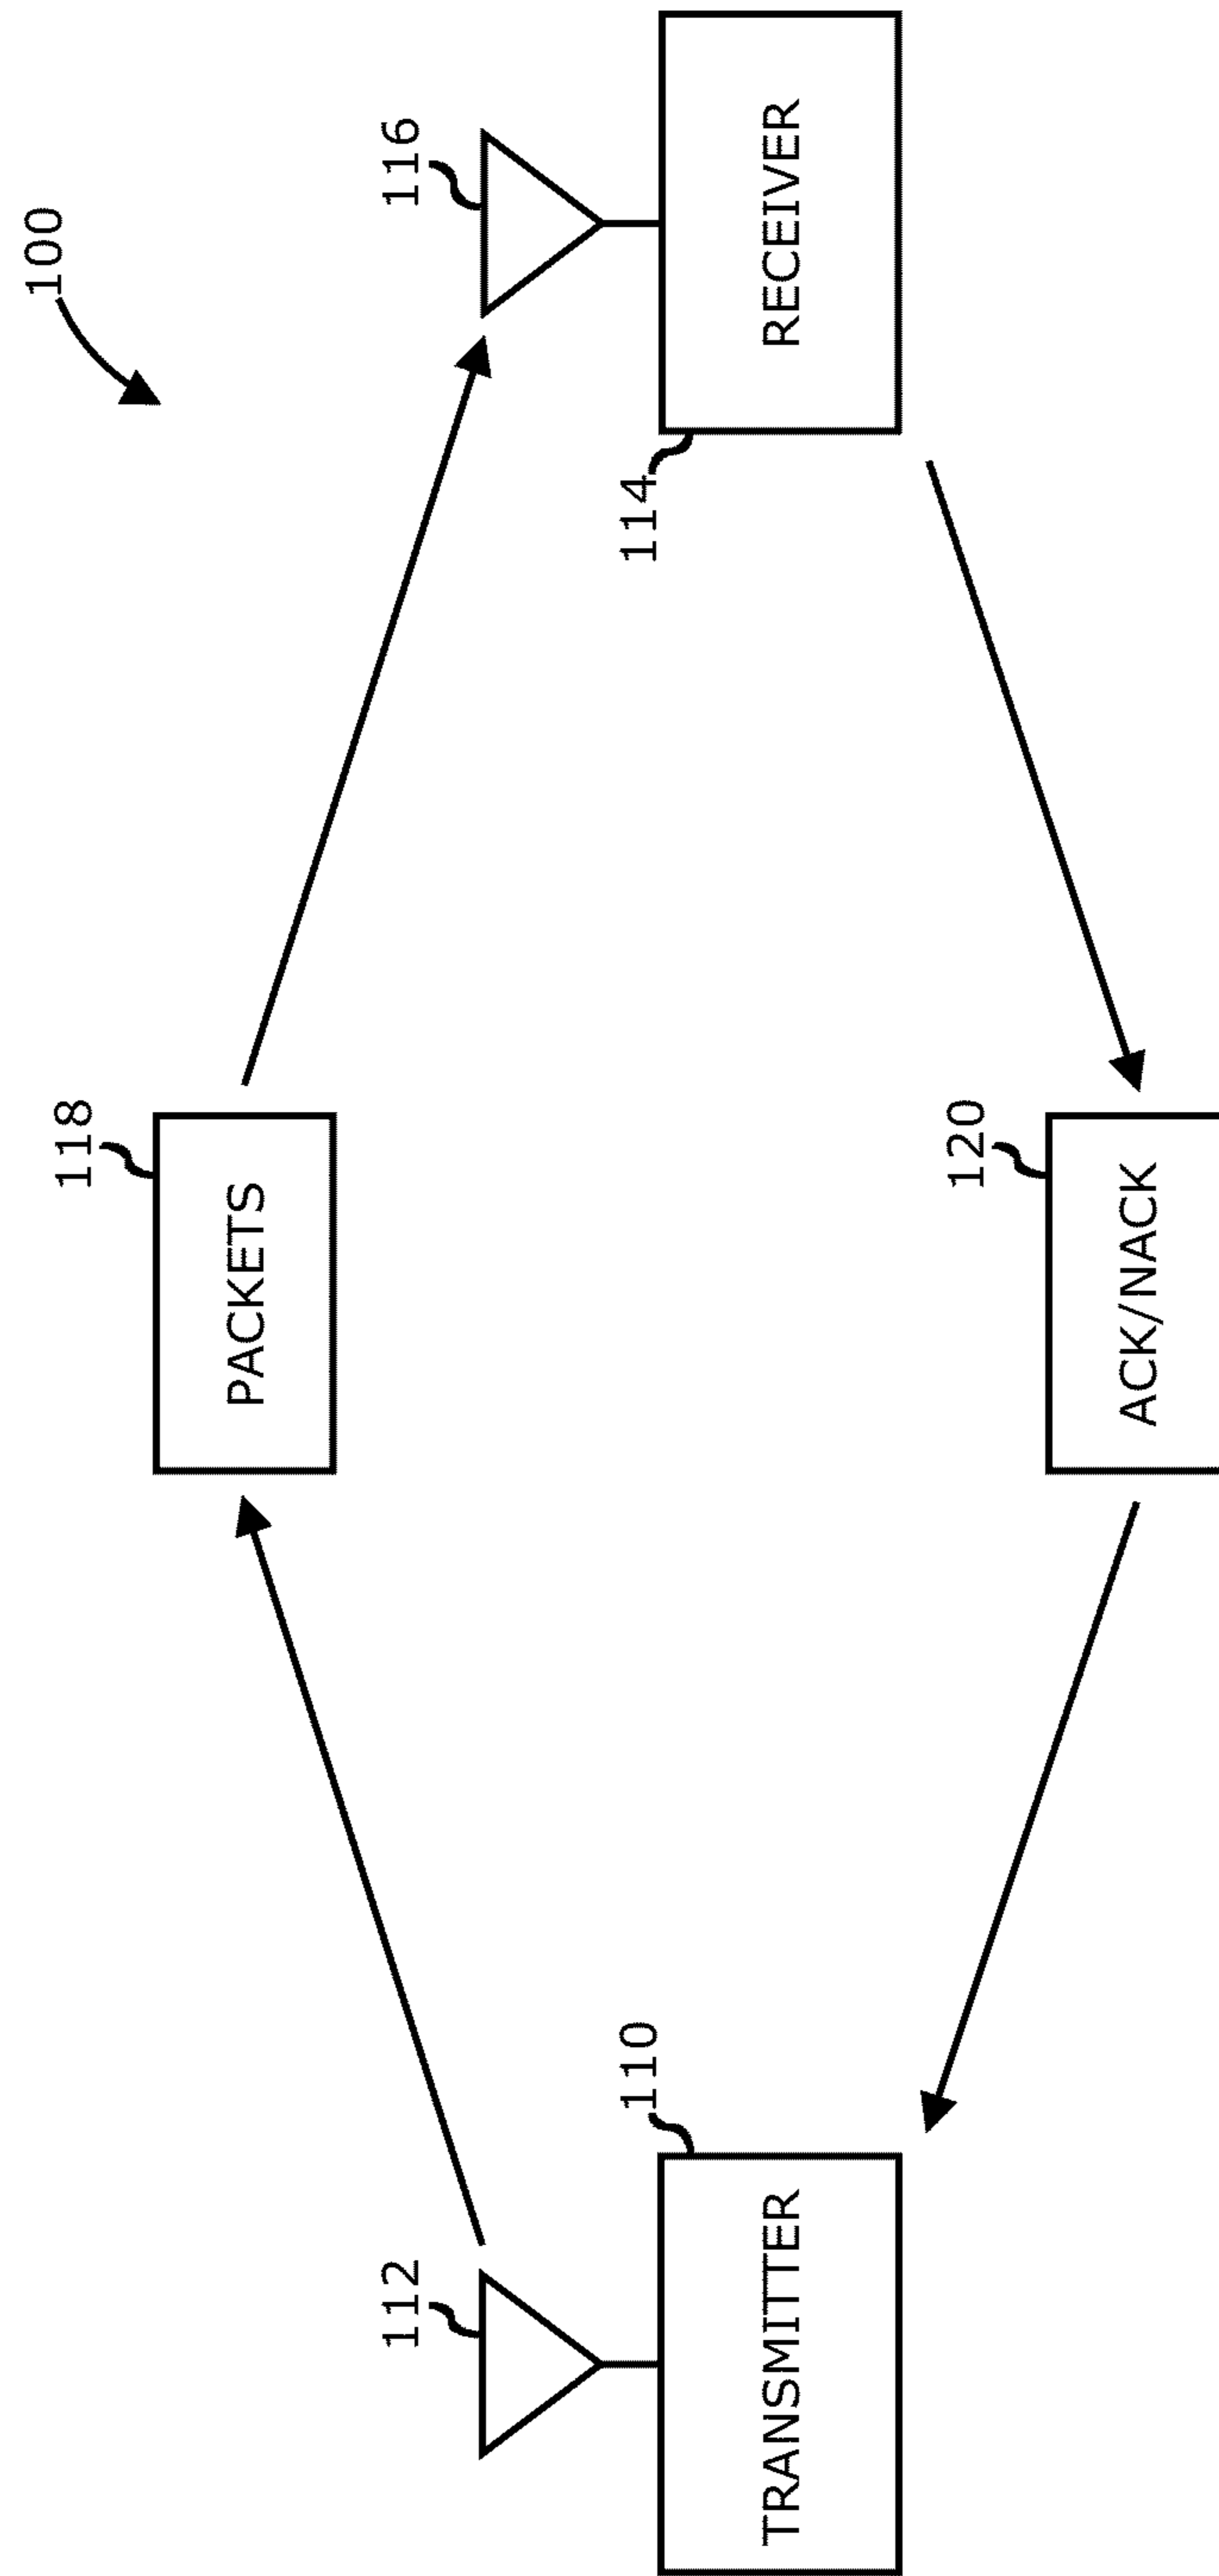 100
118
PACKETS
112
116
110
TRANSMITTER
114
RECEIVER
120
ACK/NACK